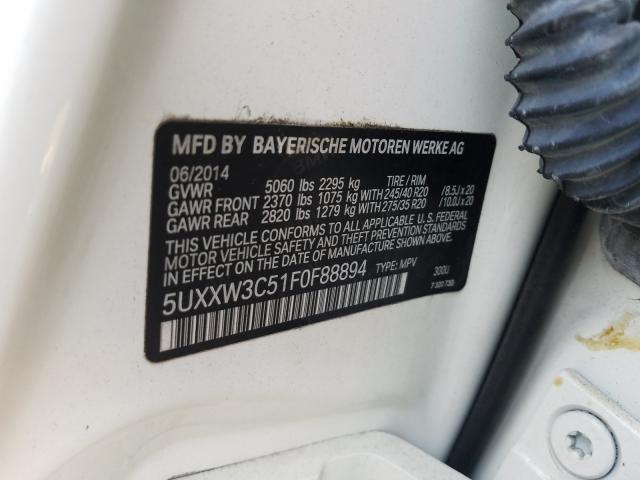 MFD BY BAYERISCHE MOTOREN WERKE AG
06/2014
GVWR 5060 lbs 2295 kg TIRE / RIM
GAWR FRONT 2370 lbs 1075 kg WITH 245/40 R20 / 8.5J x 20
GAWR REAR 2820 lbs 1279 kg WITH 275/35 R20 / 10.0J x 20
THIS VEHICLE CONFORMS TO ALL APPLICABLE U. S. FEDERAL
MOTOR VEHICLE SAFETY AND THEFT PREVENTION STANDARDS
IN EFFECT ON THE DATE OF MANUFACTURE SHOWN ABOVE.
5UXXW3C51F0F88894 TYPE: MPV 300U